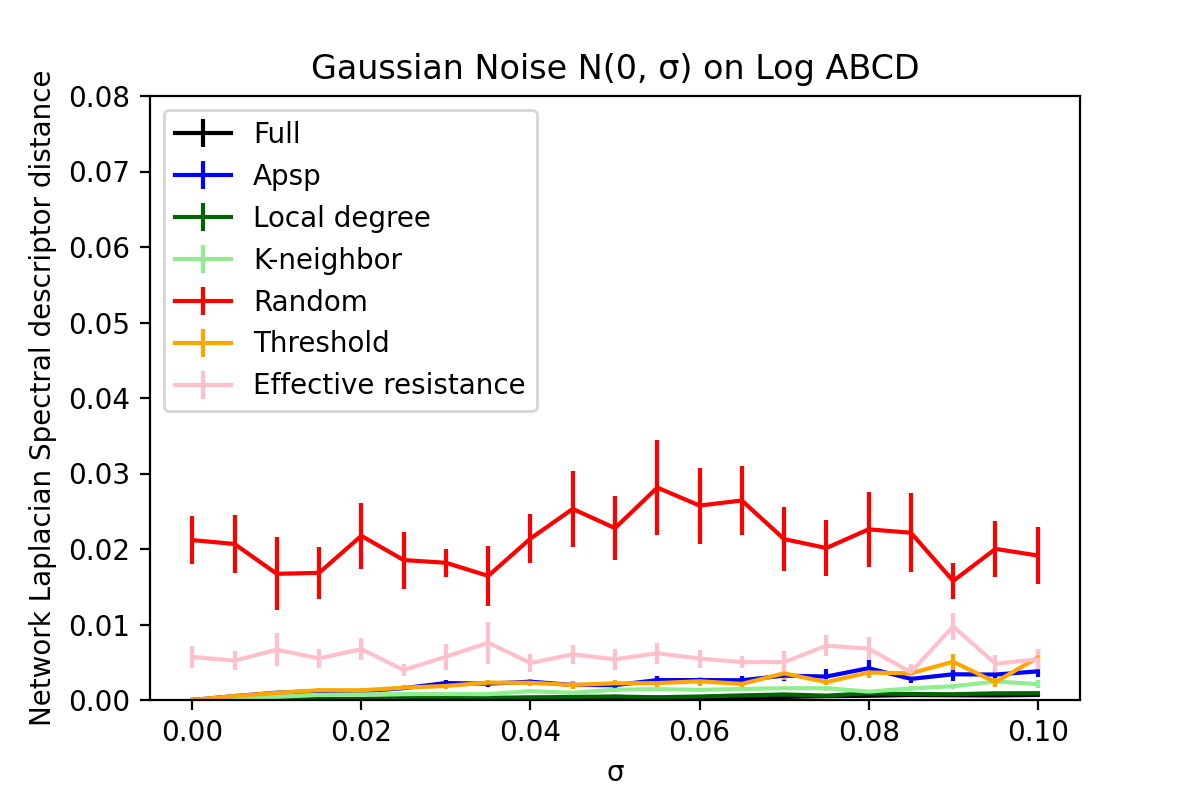 Gaussian Noise N(0, σ) on Log ABCD
Network Laplacian Spectral descriptor distance
0.08
0.07
0.06
0.05
0.04
0.03
0.02
0.01
0.00
Full
Apsp
Local degree
K-neighbor
Random
Threshold
Effective resistance
0.00 0.02 0.04 0.06 0.08 0.10
σ